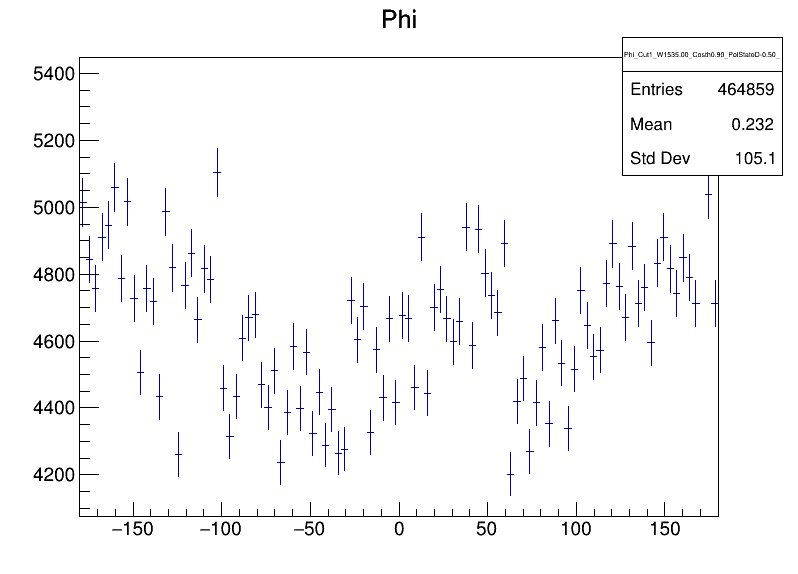 Phi
Phi_Cut1_W1535.00_Costh0.90_PolStateD-0.50_
Entries 464859
Mean 0.232
Std Dev 105.1
5400
5200
5000
4800
4600
4400
4200
−150 −100 −50 0 50 100 150